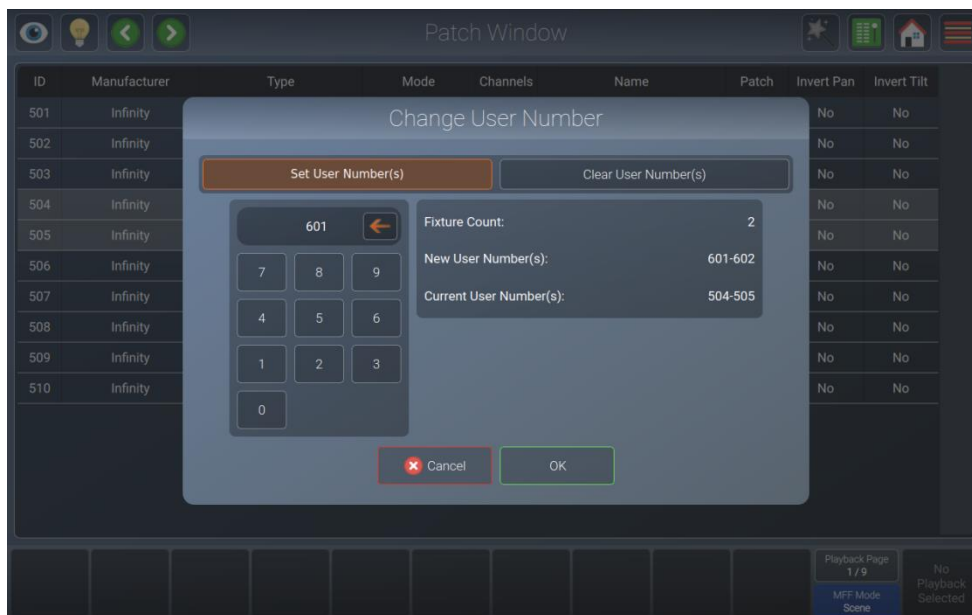 Patch Window
ID Manufacturer Type Mode Channels Name Patch Invert Pan Invert Tilt
Change User Number
501 Infinity No No
502 Infinity No No
Set User Number(s) Clear User Number(s)
503 Infinity No No
504 Infinity No No
601 Fixture Count: 2
505 Infinity No No
New User Number(s): 601-602
506 Infinity No No
7 8 9
Current User Number(s): 504-505
507 Infinity No No
4 5 6
508 Infinity No No
509 Infinity No No
1 2 3
510 Infinity No No
0
Cancel OK
Playback Page
1 / 9
No
Playback
Selected
MFF Mode
Scene